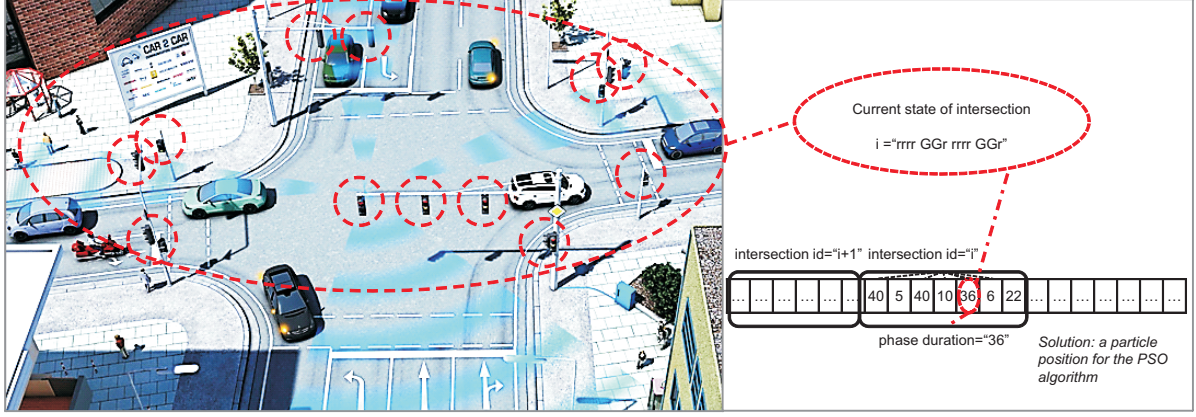 CAR 2 CAR
Current state of intersection
i =“rrrr GGr rrrr GGr”
intersection id=“i+1” intersection id=“i”
... ... ... ... ... ... 40 5 40 10 36 6 22 ... ... ... ... ... ... ...
phase duration=“36”
Solution: a particle
position for the PSO
algorithm